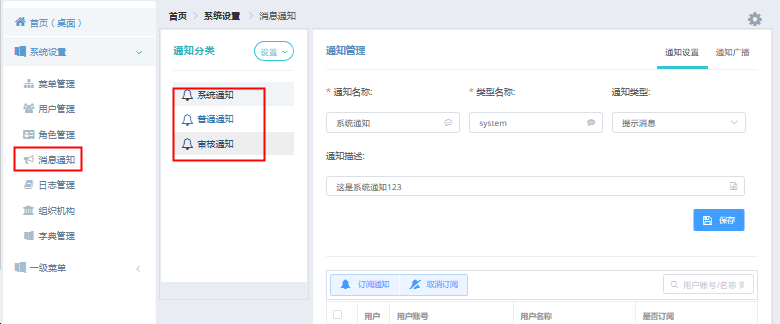 首页（桌面）
系统设置
菜单管理
用户管理
角色管理
消息通知
日志管理
组织机构
字典管理
一级菜单
首页 > 系统设置 > 消息通知
通知分类
设置
系统通知
普通通知
审核通知
通知管理
通知设置 通知广播
* 通知名称: * 类型名称: 通知类型:
系统通知 system 提示消息
通知描述:
这是系统通知123
保存
订阅通知 取消订阅 用户账号/名称
用户 用户账号 用户名称 是否订阅